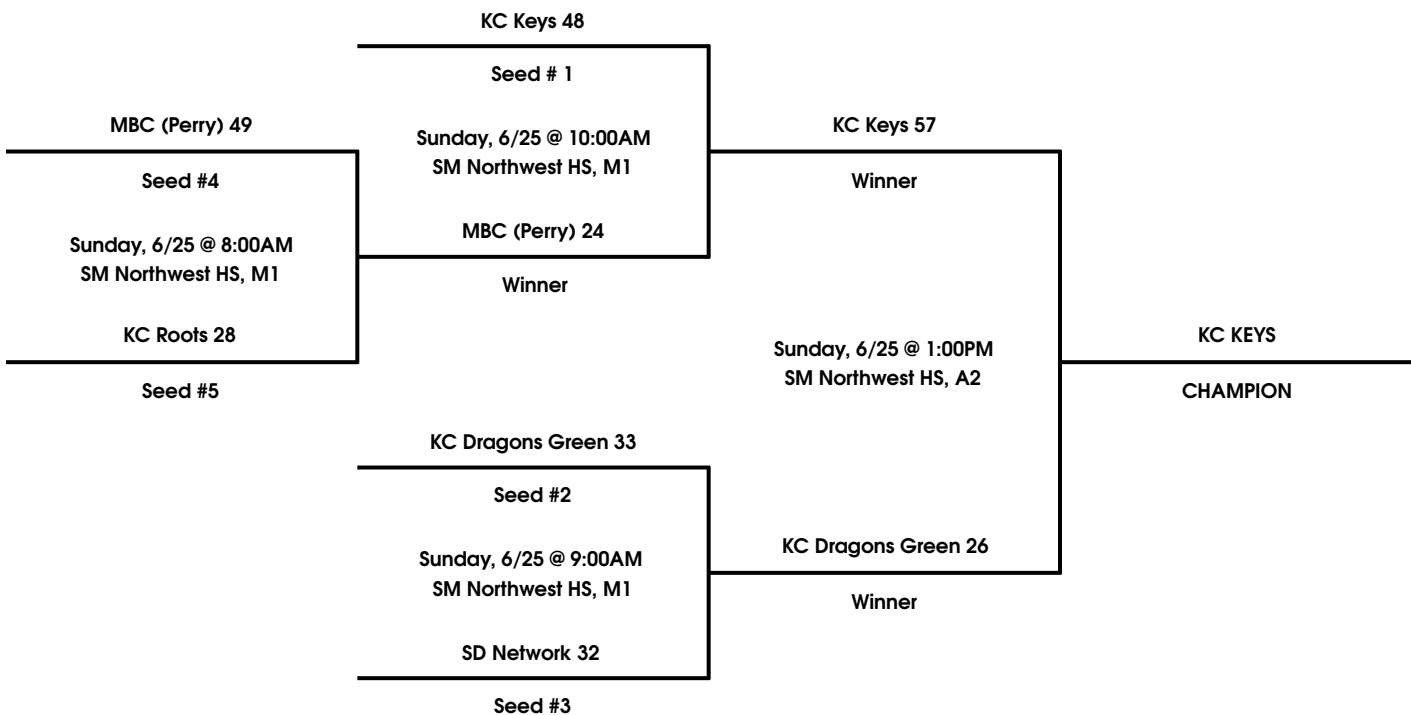 KC Keys 48
Seed # 1
MBC (Perry) 49
Seed #4
Sunday, 6/25 @ 8:00AM
SM Northwest HS, M1
KC Roots 28
Seed #5
Sunday, 6/25 @ 10:00AM
SM Northwest HS, M1
MBC (Perry) 24
Winner
KC Keys 57
Winner
Sunday, 6/25 @ 1:00PM
SM Northwest HS, A2
KC KEYS
CHAMPION
KC Dragons Green 33
Seed #2
Sunday, 6/25 @ 9:00AM
SM Northwest HS, M1
SD Network 32
Seed #3
KC Dragons Green 26
Winner